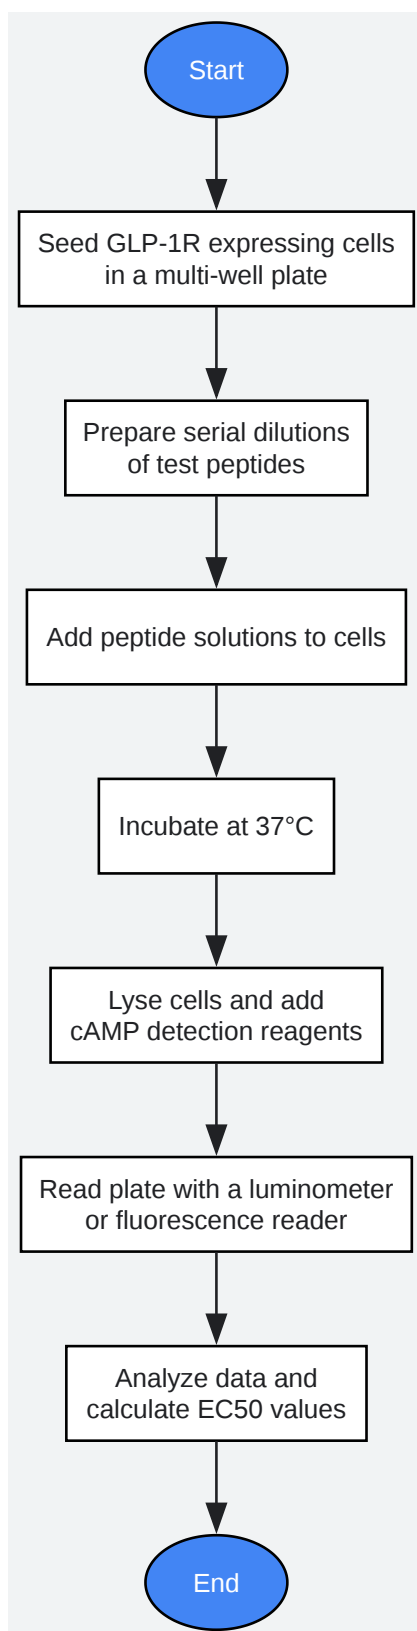 Start
Seed GLP-1R expressing cells
in a multi-well plate
Prepare serial dilutions
of test peptides
Add peptide solutions to cells
Incubate at 37°C
Lyse cells and add
cAMP detection reagents
Read plate with a luminometer
or fluorescence reader
Analyze data and
calculate EC50 values
End